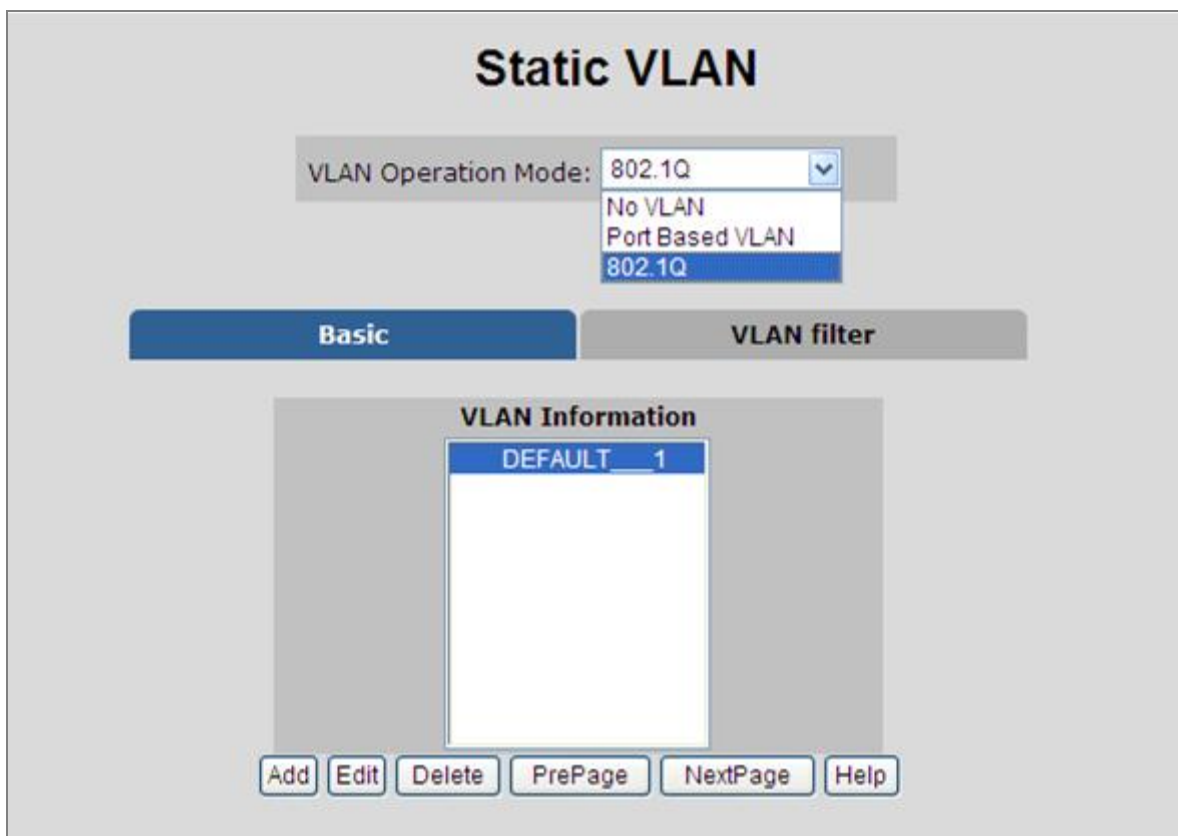 Static VLAN
VLAN Operation Mode: 802.1Q
No VLAN
Port Based VLAN
802.1Q
Basic VLAN filter
VLAN Information
DEFAULT___1
Add Edit Delete PrePage NextPage Help